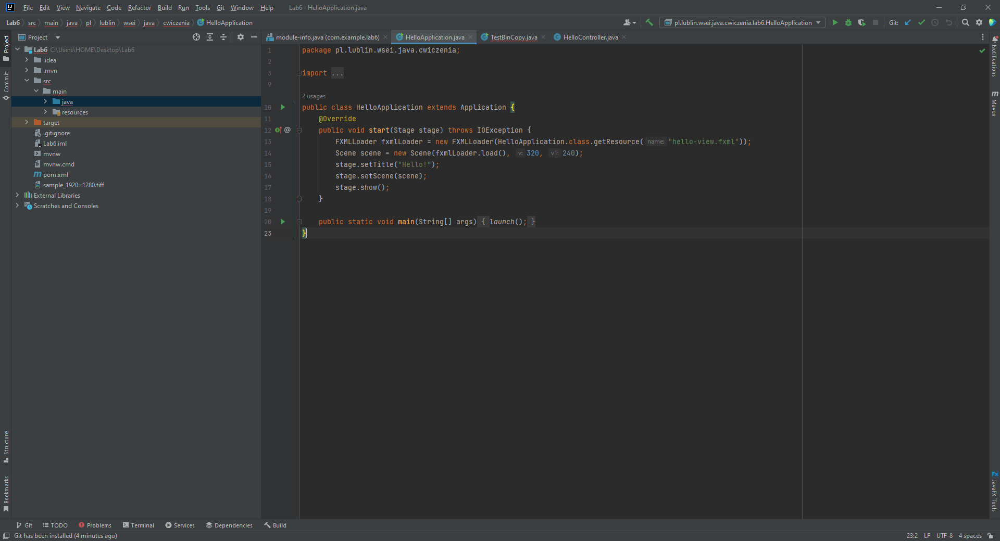 IJ File Edit View Navigate Code Refactor Build Run Tools Git Window Help Lab6 - HelloApplication.java
Lab6 src main java pl lublin wsei java cwiczenia HelloApplication pl.lublin.wsei.java.cwiczenia.lab6.HelloApplication Git:
Project
module-info.java (com.example.lab6) HelloApplication.java TestBinCopy.java HelloController.java
Project
Commit
Structure
Bookmarks
Lab6 C:\Users\HOME\Desktop\Lab6
.idea
.mvn
src
main
java
resources
target
.gitignore
Lab6.iml
mvnw
mvnw.cmd
pom.xml
sample_1920×1280.tiff
External Libraries
Scratches and Consoles
1 package pl.lublin.wsei.java.cwiczenia;
2
3 import ...
9
2 usages
10 public class HelloApplication extends Application {
11 @Override
12 @ public void start(Stage stage) throws IOException {
13 FXMLLoader fxmlLoader = new FXMLLoader(HelloApplication.class.getResource( name: "hello-view.fxml"));
14 Scene scene = new Scene(fxmlLoader.load(), v: 320, v1: 240);
15 stage.setTitle("Hello!");
16 stage.setScene(scene);
17 stage.show();
18 }
19
20 public static void main(String[] args) { launch(); }
23 }
Notifications
m Maven
Fx JavaFX Tools
Git TODO Problems Terminal Services Dependencies Build
Git has been installed (4 minutes ago) 23:2 LF UTF-8 4 spaces